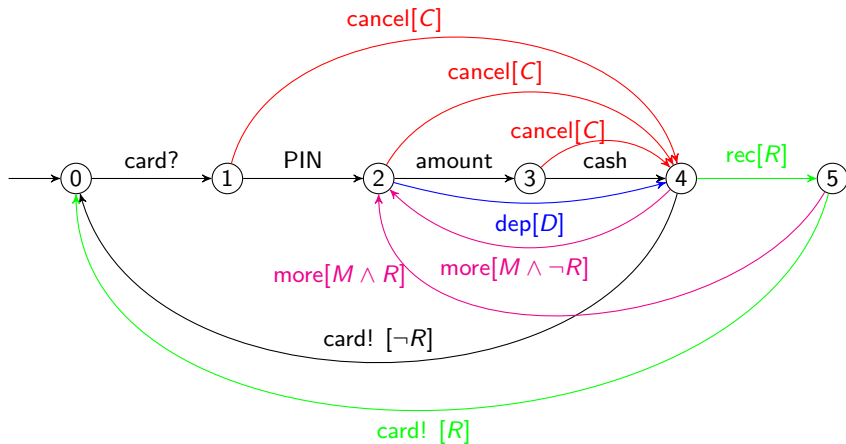 cancel[C]
cancel[C]
cancel[C]
card? PIN amount cash rec[R]
0 1 2 3 4 5
dep[D]
more[M ∧ R] more[M ∧ ¬R]
card! [¬R]
card! [R]